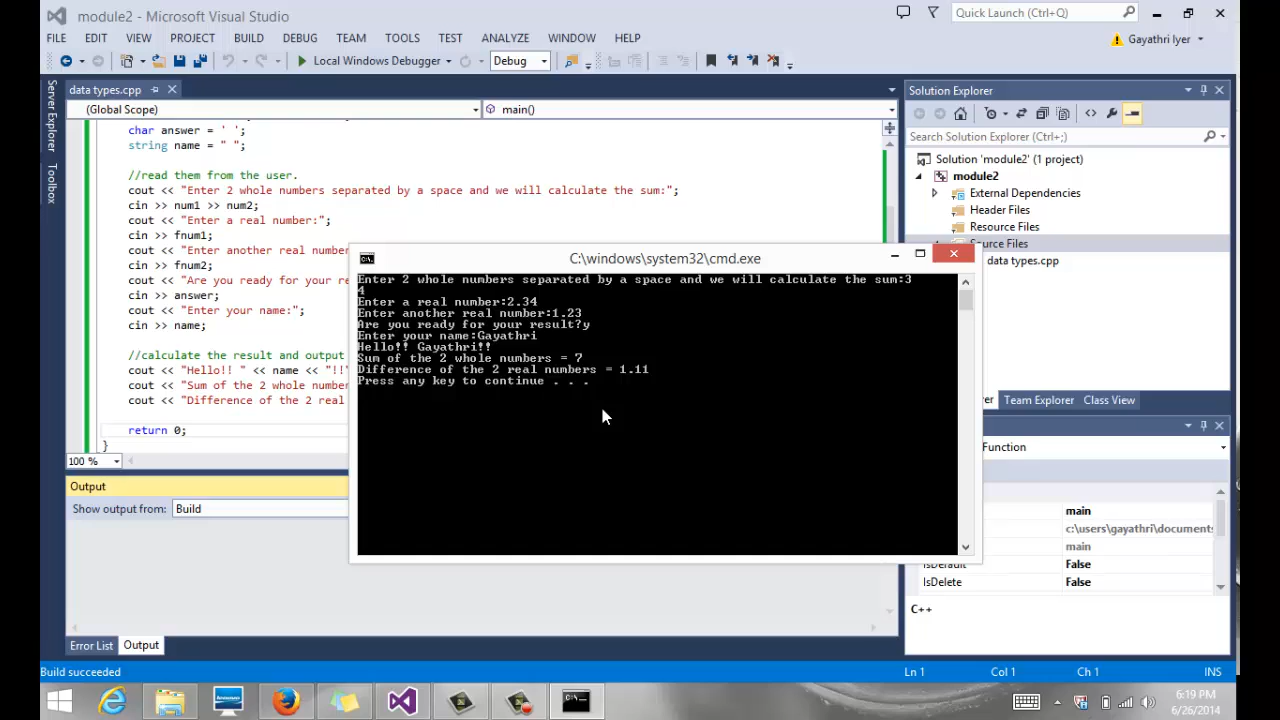 module2 - Microsoft Visual Studio
Quick Launch (Ctrl+Q)
FILE EDIT VIEW PROJECT BUILD DEBUG TEAM TOOLS TEST ANALYZE WINDOW HELP
Gayathri Iyer
Local Windows Debugger
Debug
Server Explorer
Toolbox
data types.cpp
(Global Scope)
main()
char answer = ' ';
string name = " ";
//read them from the user.
cout << "Enter 2 whole numbers separated by a space and we will calculate the sum:";
cin >> num1 >> num2;
cout << "Enter a real number:";
cin >> fnum1;
cout << "Enter another real number
cin >> fnum2;
cout << "Are you ready for your re
cin >> answer;
cout << "Enter your name:";
cin >> name;
//calculate the result and output
cout << "Hello!! " << name << "!!"
cout << "Sum of the 2 whole number
cout << "Difference of the 2 real
return 0;
}
100 %
C:\windows\system32\cmd.exe
Enter 2 whole numbers separated by a space and we will calculate the sum:3
4
Enter a real number:2.34
Enter another real number:1.23
Are you ready for your result?y
Enter your name:Gayathri
Hello!! Gayathri!!
Sum of the 2 whole numbers = 7
Difference of the 2 real numbers = 1.11
Press any key to continue . . .
Output
Show output from: Build
Error List Output
Solution Explorer
Search Solution Explorer (Ctrl+;)
Solution 'module2' (1 project)
module2
External Dependencies
Header Files
Resource Files
Source Files
data types.cpp
Team Explorer Class View
Function
main
c:\users\gayathri\documents
main
IsDefault False
IsDelete False
C++
Build succeeded
Ln 1 Col 1 Ch 1 INS
6:19 PM
6/26/2014